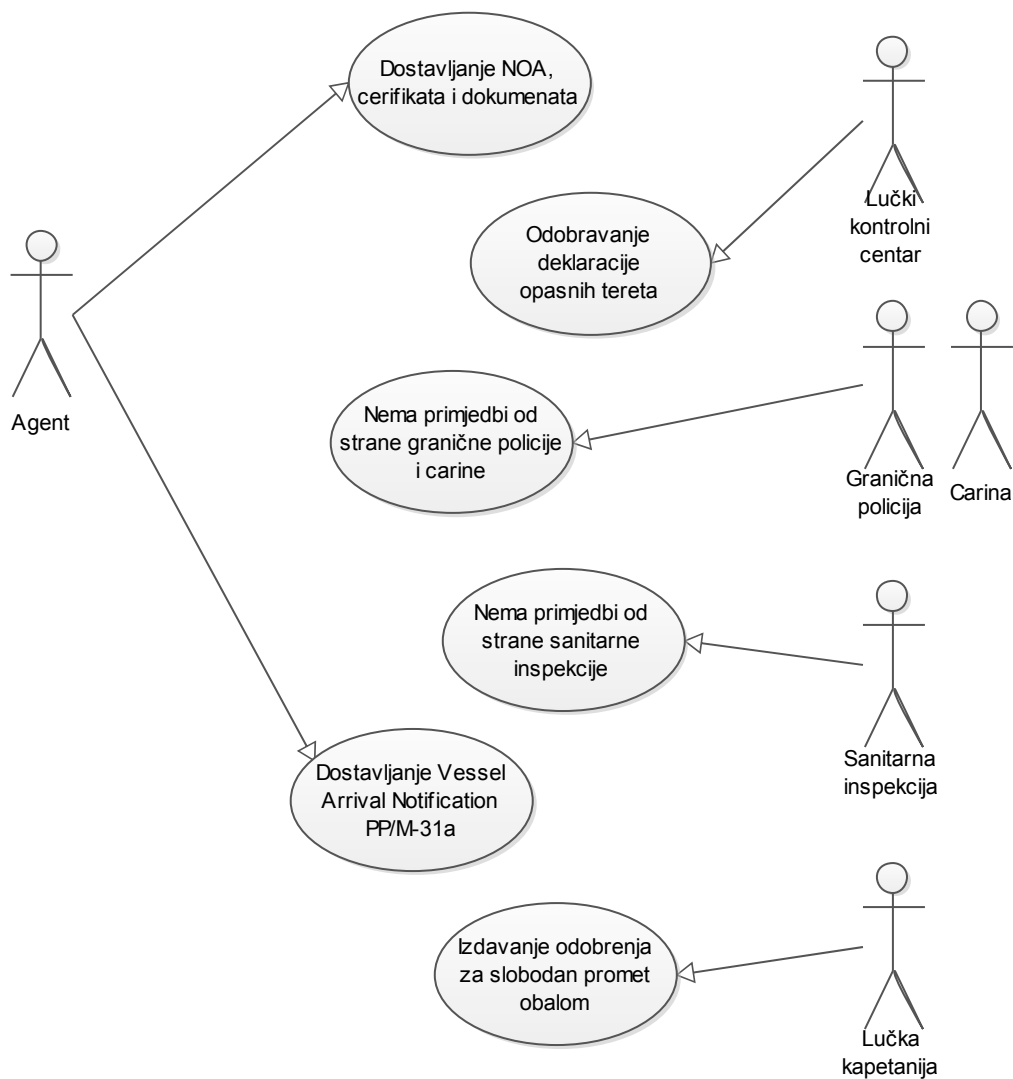 Dostavljanje NOA,
cerifikata i dokumenata
Lučki
kontrolni
centar
Odobravanje
deklaracije
opasnih tereta
Agent
Nema primjedbi od
strane granične policije
i carine
Granična
policija
Carina
Nema primjedbi od
strane sanitarne
inspekcije
Sanitarna
inspekcija
Dostavljanje Vessel
Arrival Notification
PP/M-31a
Izdavanje odobrenja
za slobodan promet
obalom
Lučka
kapetanija